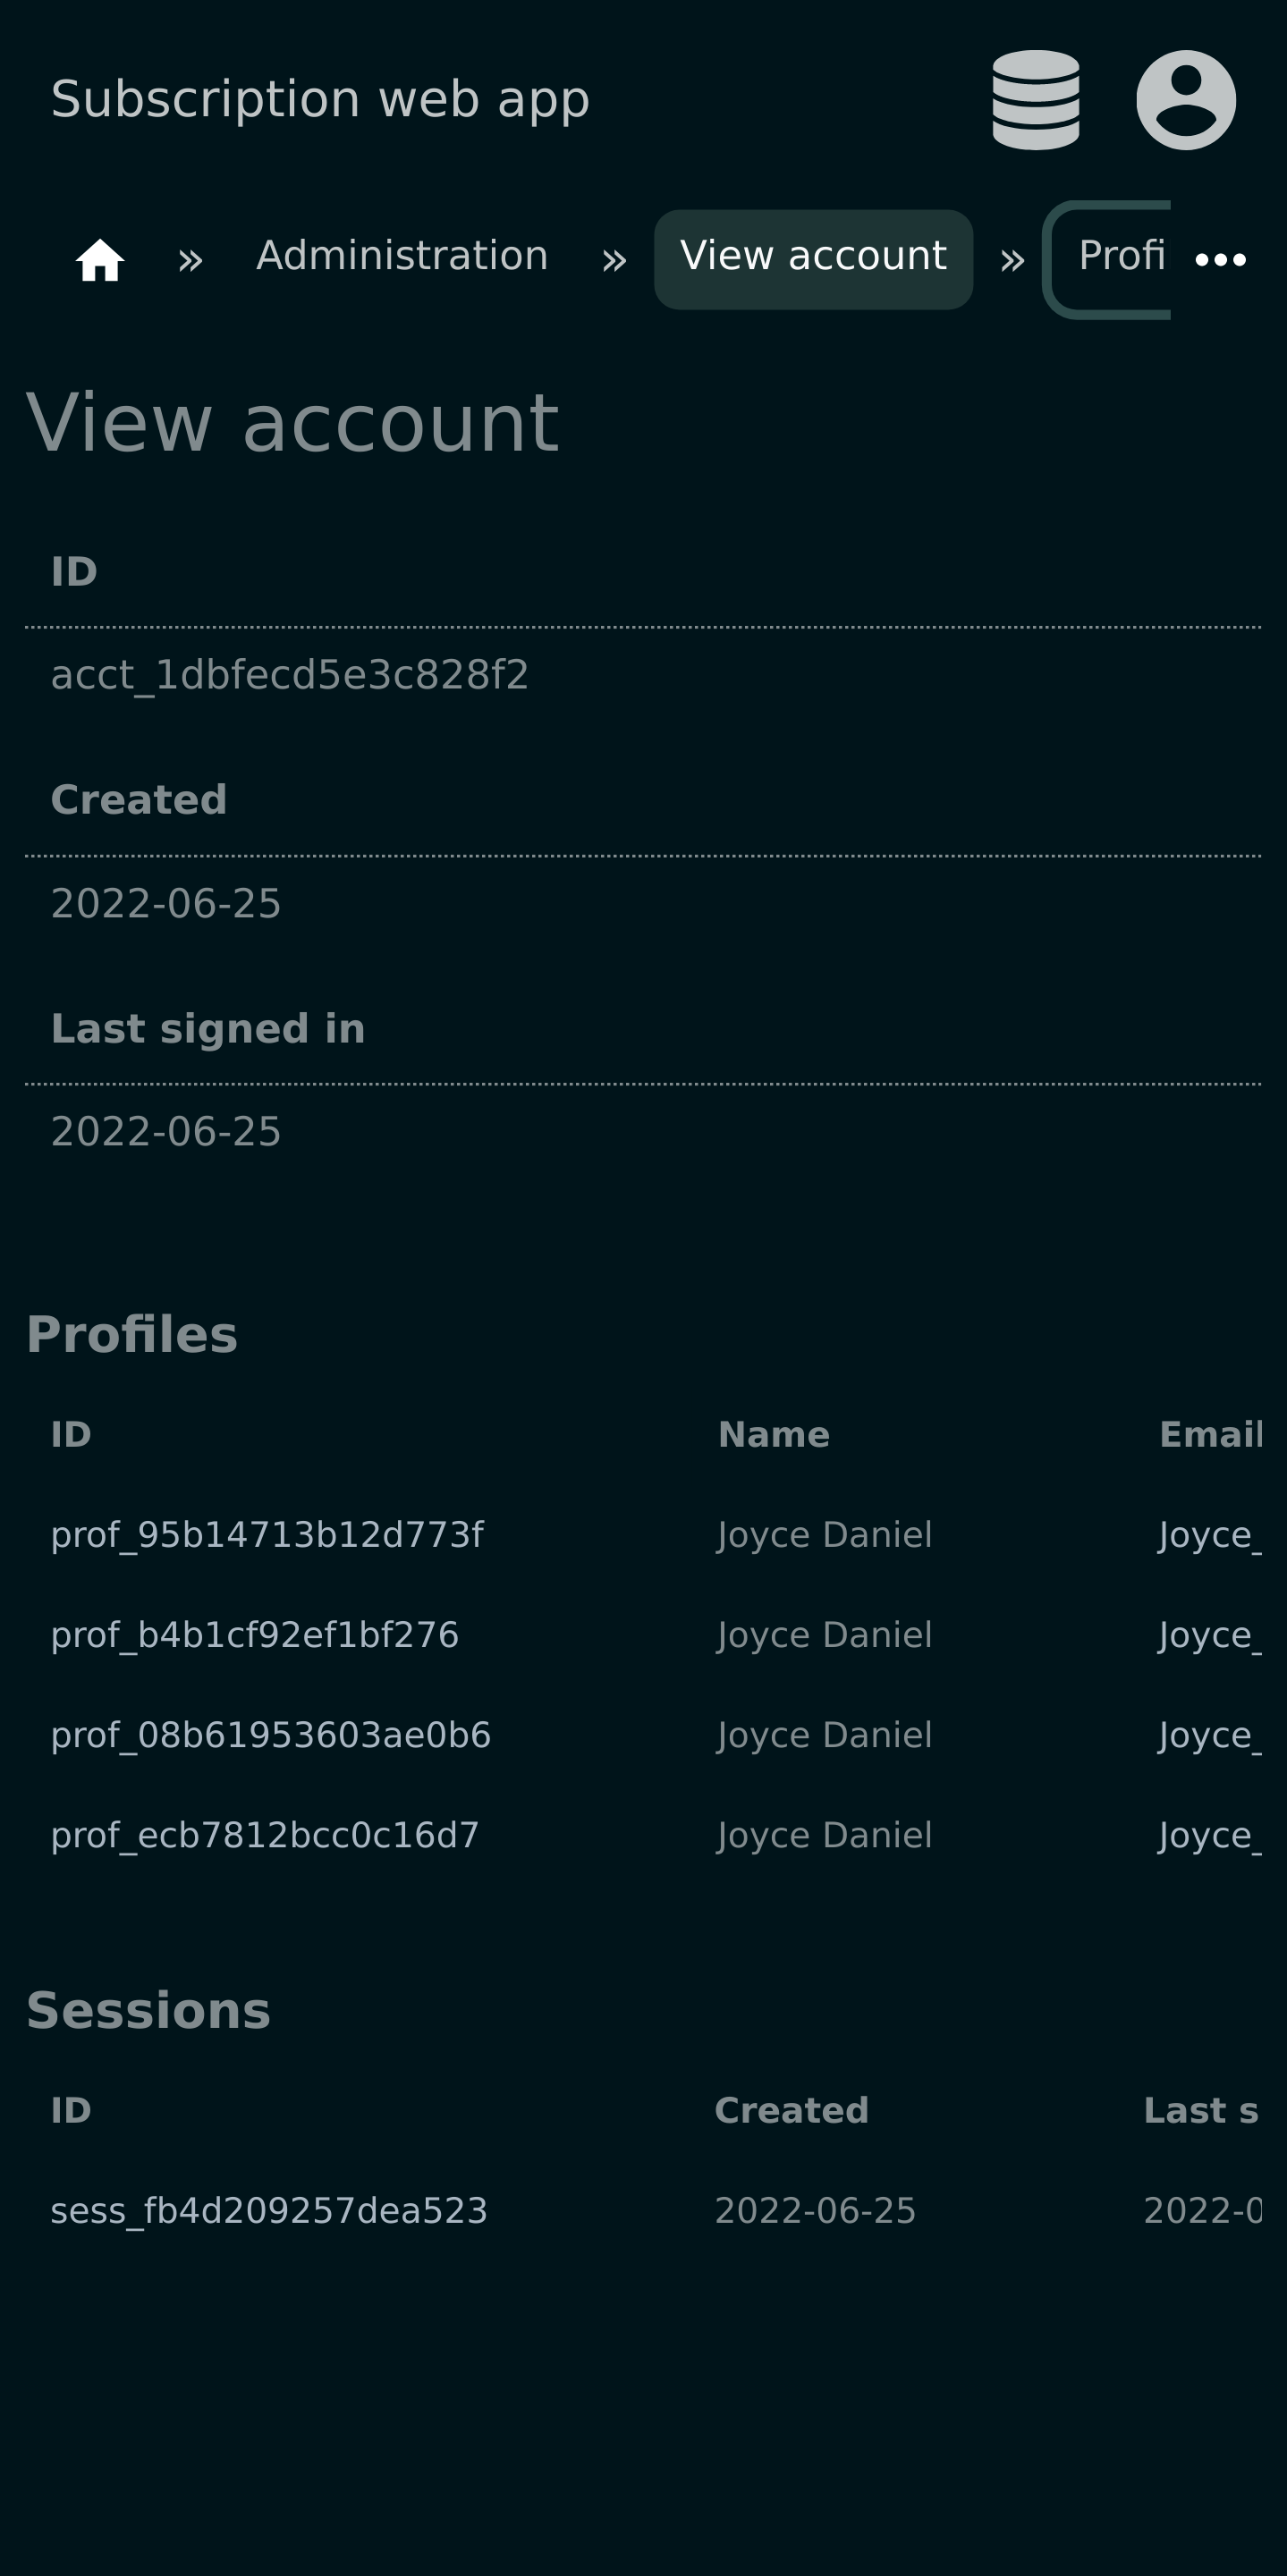 Subscription web app
» Administration » View account » Profi
View account
ID
acct_1dbfecd5e3c828f2
Created
2022-06-25
Last signed in
2022-06-25
Profiles
ID Name Email
prof_95b14713b12d773f Joyce Daniel Joyce_
prof_b4b1cf92ef1bf276 Joyce Daniel Joyce_
prof_08b61953603ae0b6 Joyce Daniel Joyce_
prof_ecb7812bcc0c16d7 Joyce Daniel Joyce_
Sessions
ID Created Last s
sess_fb4d209257dea523 2022-06-25 2022-0